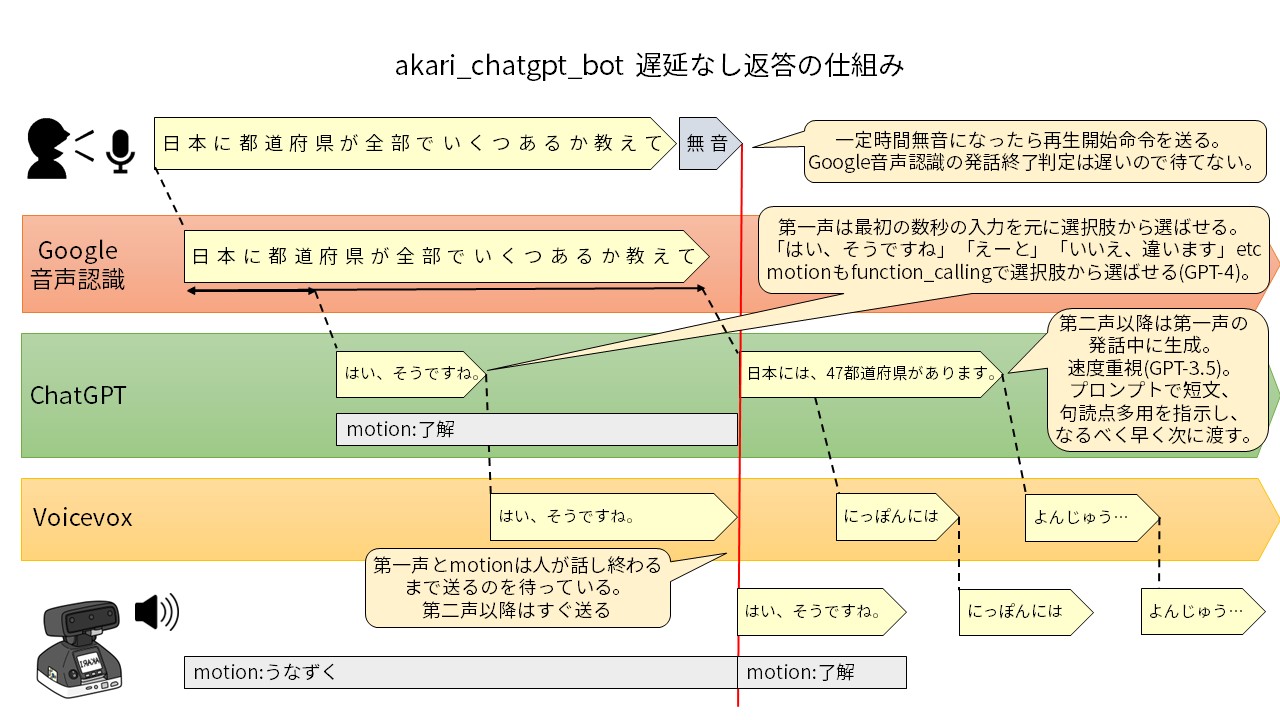 akari_chatgpt_bot 遅延なし返答の仕組み
日本に都道府県が全部でいくつあるか教えて
無音
一定時間無音になったら再生開始命令を送る。
Google音声認識の発話終了判定は遅いので待てない。
Google
音声認識
日本に都道府県が全部でいくつあるか教えて
第一声は最初の数秒の入力を元に選択肢から選ばせる。
「はい、そうですね」「えーと」「いいえ、違います」etc
motionもfunction_callingで選択肢から選ばせる(GPT-4)。
ChatGPT
はい、そうですね。
motion:了解
日本には、47都道府県があります。
第二声以降は第一声の
発話中に生成。
速度重視(GPT-3.5)。
プロンプトで短文、
句読点多用を指示し、
なるべく早く次に渡す。
Voicevox
はい、そうですね。
にっぽんには
よんじゅう…
第一声とmotionは人が話し終わる
まで送るのを待っている。
第二声以降はすぐ送る
はい、そうですね。
にっぽんには
よんじゅう…
AKARI
motion:うなずく
motion:了解